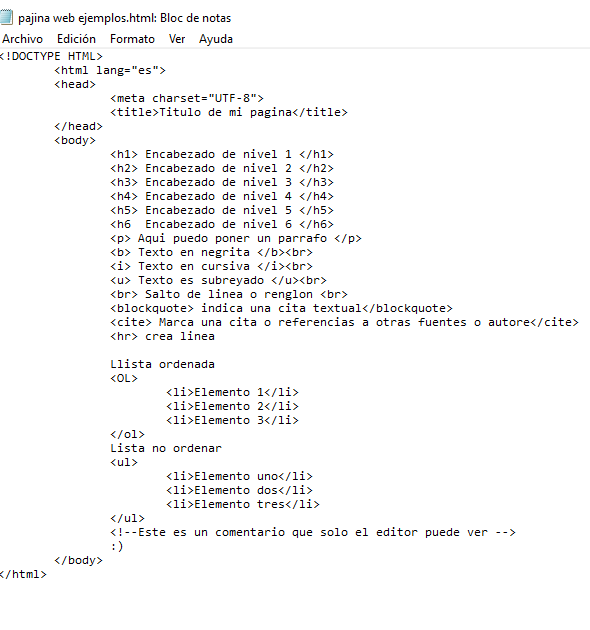 pajina web ejemplos.html: Bloc de notas
Archivo Edición Formato Ver Ayuda
<!DOCTYPE HTML>
<html lang="es">
<head>
<meta charset="UTF-8">
<title>Titulo de mi pagina</title>
</head>
<body>
<h1> Encabezado de nivel 1 </h1>
<h2> Encabezado de nivel 2 </h2>
<h3> Encabezado de nivel 3 </h3>
<h4> Encabezado de nivel 4 </h4>
<h5> Encabezado de nivel 5 </h5>
<h6  Encabezado de nivel 6 </h6>
<p> Aqui puedo poner un parrafo </p>
<b> Texto en negrita </b><br>
<i> Texto en cursiva </i><br>
<u> Texto es subreyado </u><br>
<br> Salto de linea o renglon <br>
<blockquote> indica una cita textual</blockquote>
<cite> Marca una cita o referencias a otras fuentes o autore</cite>
<hr> crea linea
Llista ordenada
<OL>
<li>Elemento 1</li>
<li>Elemento 2</li>
<li>Elemento 3</li>
</ol>
Lista no ordenar
<ul>
<li>Elemento uno</li>
<li>Elemento dos</li>
<li>Elemento tres</li>
</ul>
<!--Este es un comentario que solo el editor puede ver -->
:)
</body>
</html>